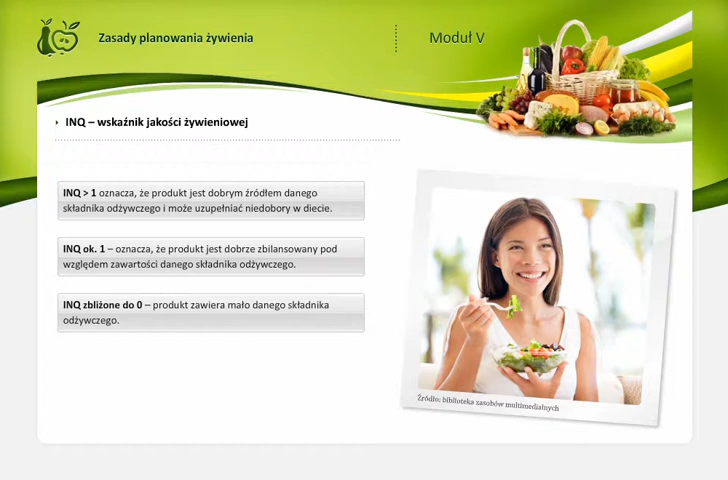 Zasady planowania żywienia
Moduł V
INQ – wskaźnik jakości żywieniowej
INQ > 1 oznacza, że produkt jest dobrym źródłem danego
składnika odżywczego i może uzupełniać niedobory w diecie.
INQ ok. 1 – oznacza, że produkt jest dobrze zbilansowany pod
względem zawartości danego składnika odżywczego.
INQ zbliżone do 0 – produkt zawiera mało danego składnika
odżywczego.
Źródło: biblioteka zasobów multimedialnych